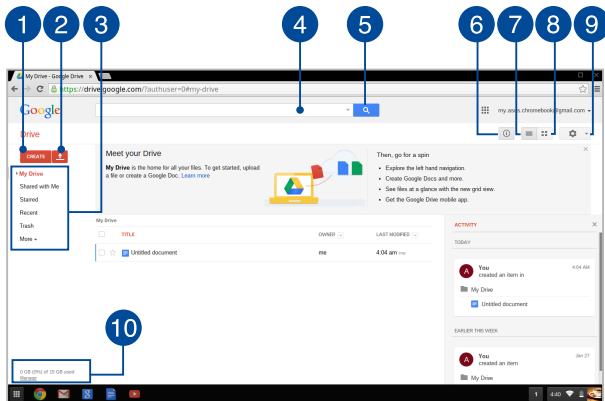 1 2 3 4 5 6 7 8 9
My Drive - Google Drive ×
https://drive.google.com/?authuser=0#my-drive
Google
my.asus.chromebook@gmail.com
Drive
CREATE
My Drive
Shared with Me
Starred
Recent
Trash
More
Meet your Drive
My Drive is the home for all your files. To get started, upload
a file or create a Google Doc. Learn more
Then, go for a spin
• Explore the left hand navigation.
• Create Google Docs and more.
• See files at a glance with the new grid view.
• Get the Google Drive mobile app.
My Drive
TITLE OWNER LAST MODIFIED
Untitled document me 4:04 am me
ACTIVITY ×
TODAY
A You 4:04 AM
created an item in
My Drive
Untitled document
EARLIER THIS WEEK
A You Jan 27
created an item
My Drive
10
0 GB (0%) of 15 GB used
Manage
8
1 4:40